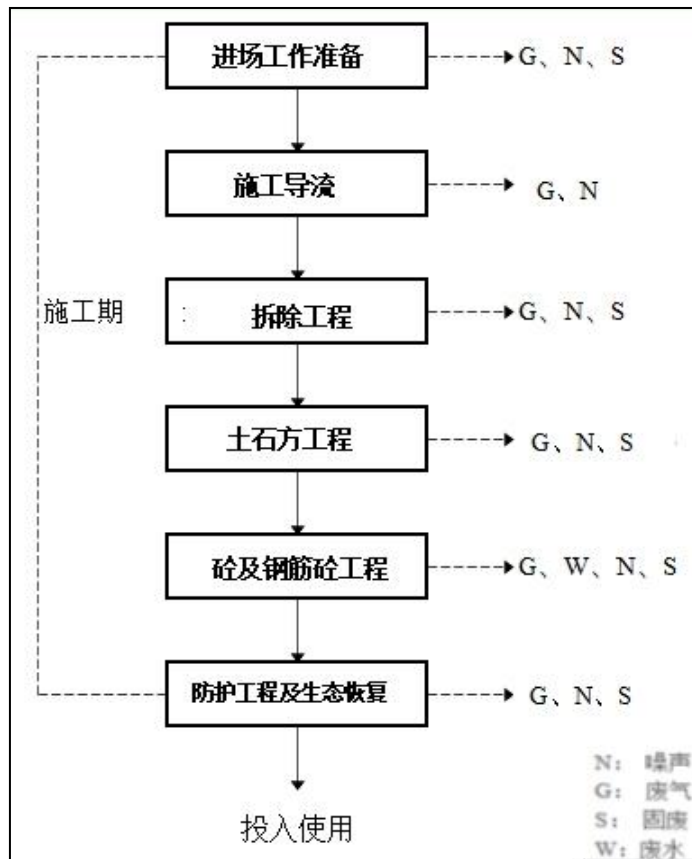 进场工作准备
G、N、S
施工导流
G、N
施工期
拆除工程
G、N、S
土石方工程
G、N、S
砼及钢筋砼工程
G、W、N、S
防护工程及生态恢复
G、N、S
投入使用
N： 噪声
G： 废气
S： 固废
W：废水